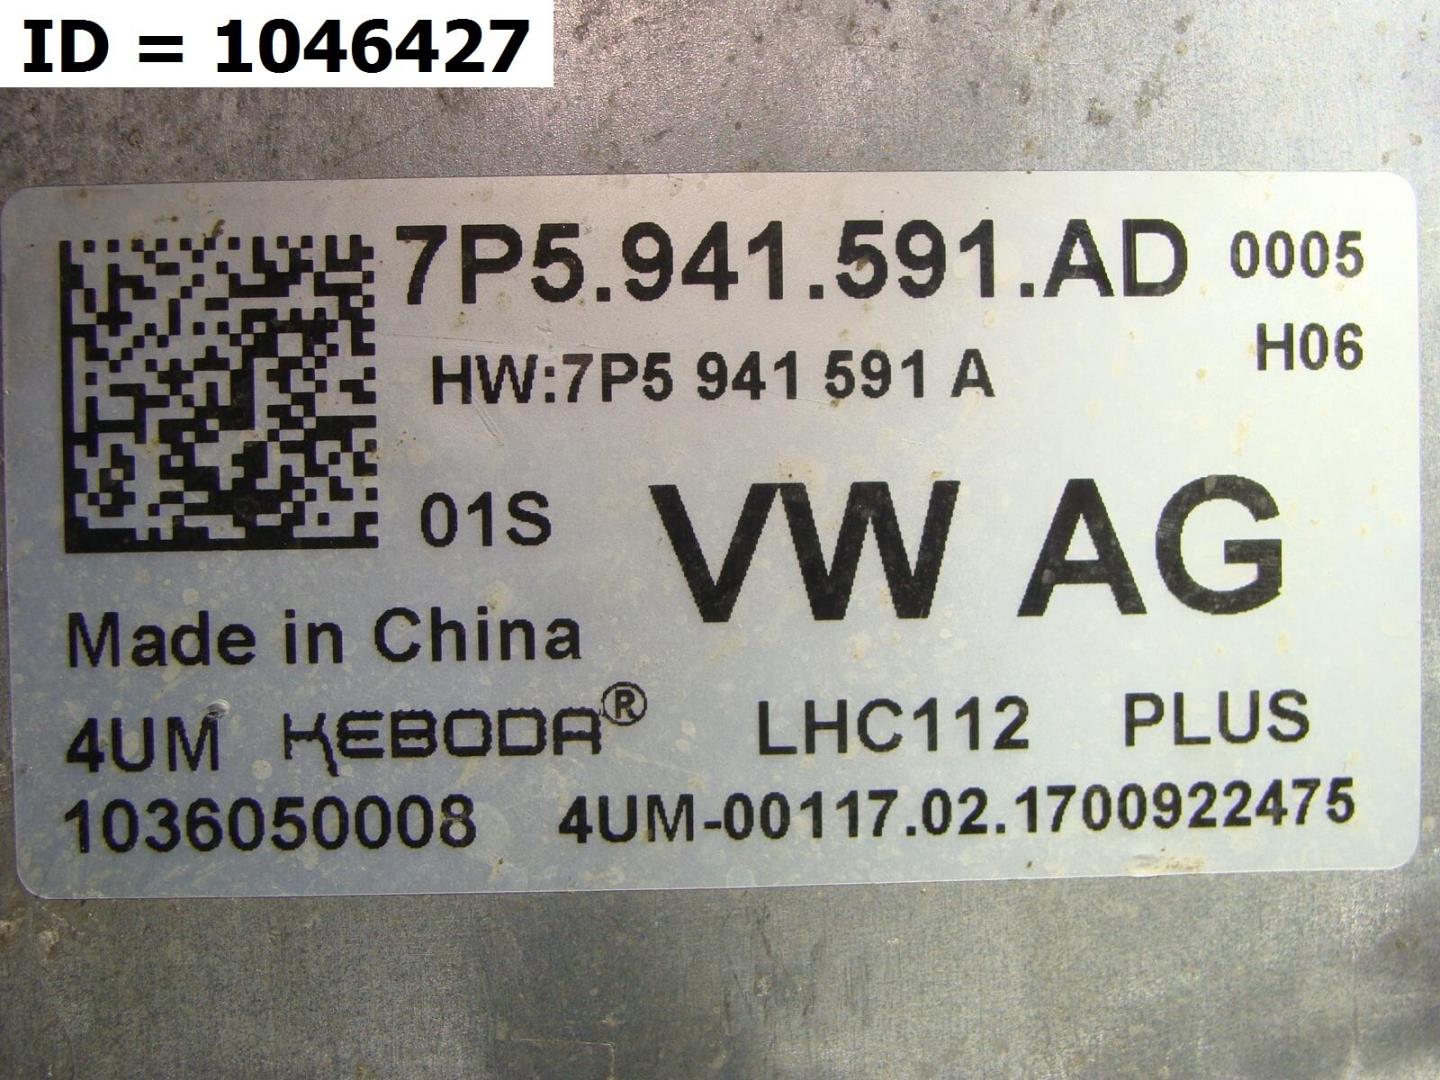 ID = 1046427
7P5.941.591.AD 0005
HW:7P5 941 591 A H06
01S VW AG
Made in China
4UM KEBODA® LHC112 PLUS
1036050008 4UM-00117.02.1700922475